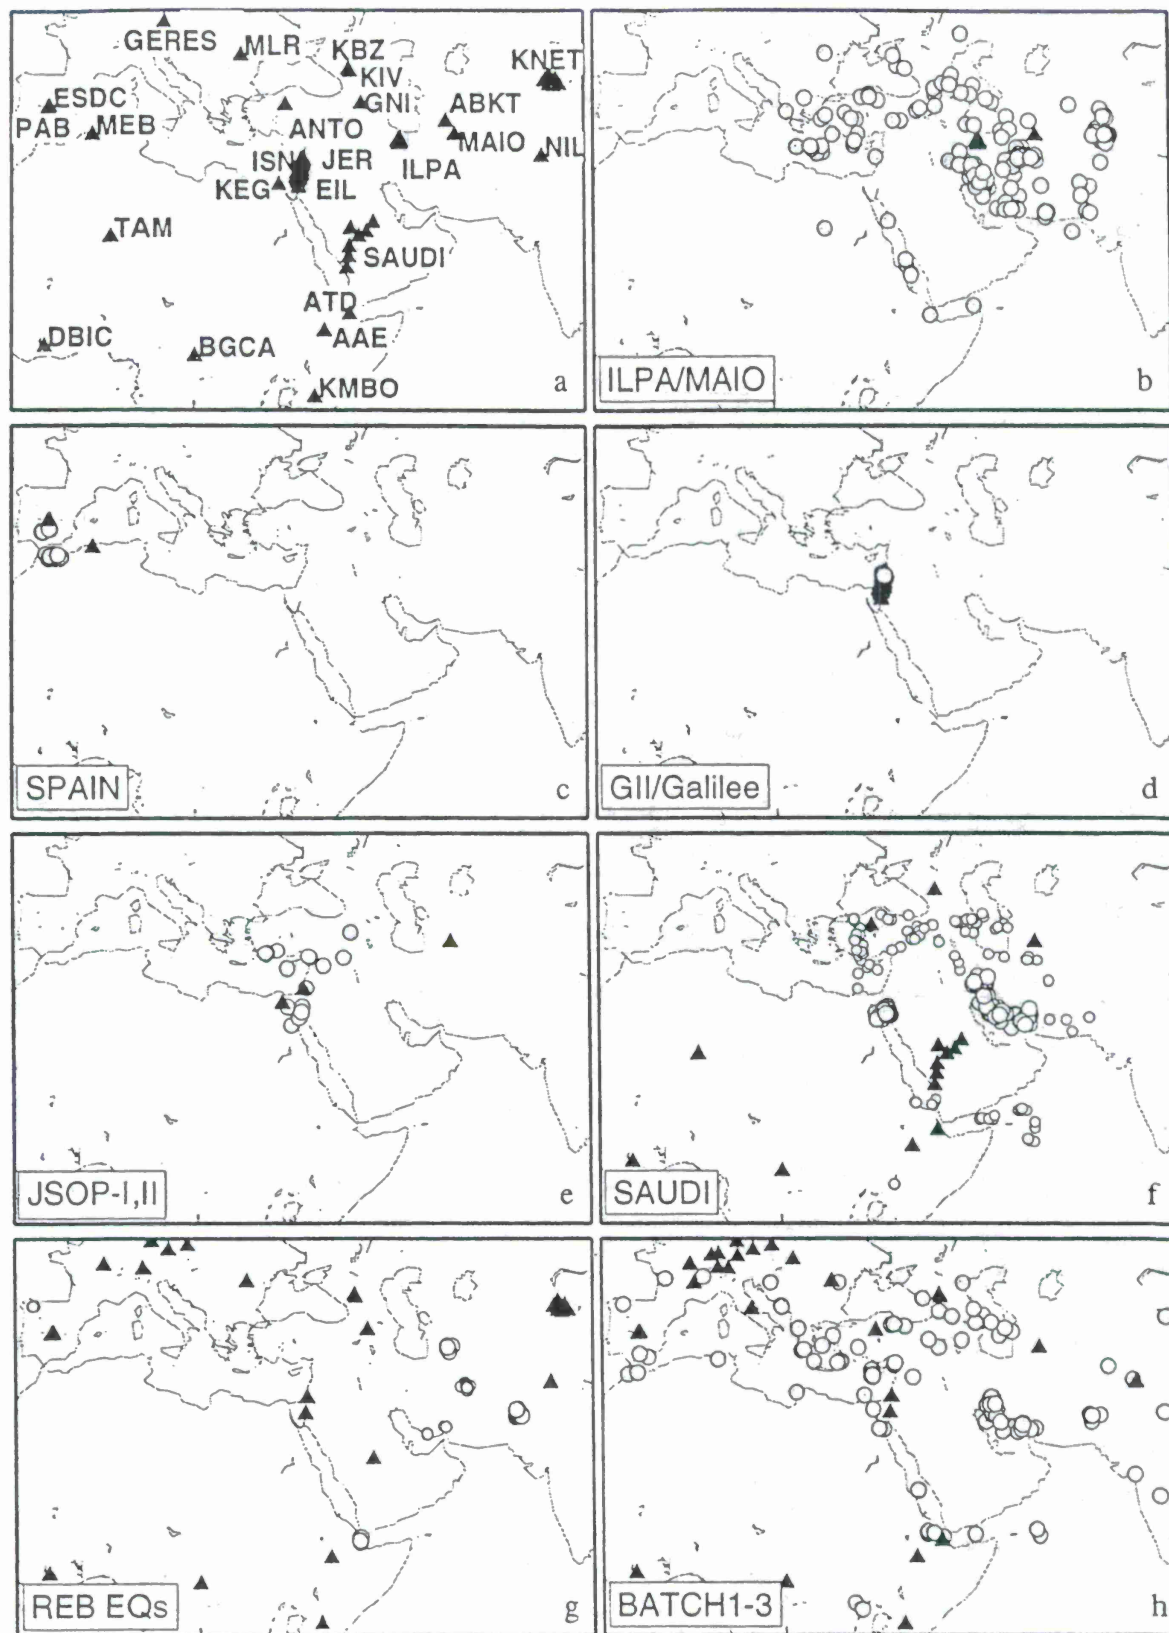 GERES
MLR
KBZ
KNET
KIV
ESDC
GNI
ABKT
PAB
MEB
ANTO
MAIO
NIL
ISN
JER
ILPA
KEG
EIL
TAM
SAUDI
ATD
DBIC
BGCA
AAE
KMBO
a
ILPA/MAIO
b
SPAIN
c
GII/Galilee
d
JSOP-I,II
e
SAUDI
f
REB EQs
g
BATCH1-3
h